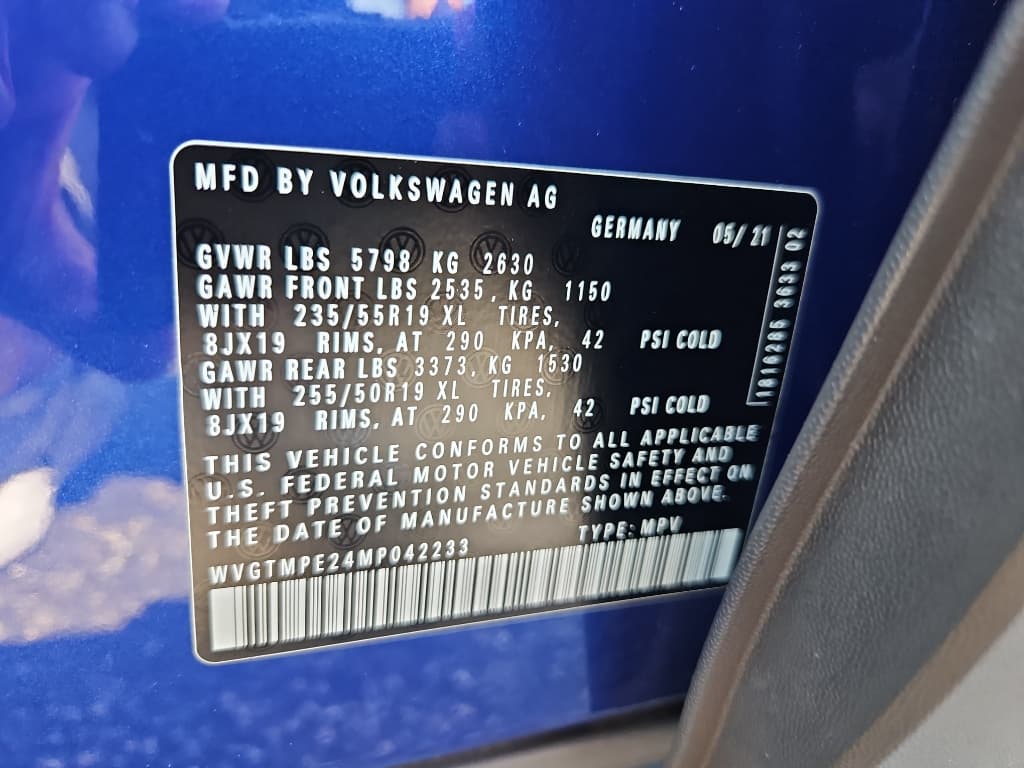 MFD BY VOLKSWAGEN AG
GERMANY 05/21
GVWR LBS 5798 KG 2630
GAWR FRONT LBS 2535, KG 1150
WITH 235/55R19 XL TIRES,
8JX19 RIMS, AT 290 KPA, 42 PSI COLD
GAWR REAR LBS 3373, KG 1530
WITH 255/50R19 XL TIRES,
8JX19 RIMS, AT 290 KPA, 42 PSI COLD
THIS VEHICLE CONFORMS TO ALL APPLICABLE
U.S. FEDERAL MOTOR VEHICLE SAFETY AND
THEFT PREVENTION STANDARDS IN EFFECT ON
THE DATE OF MANUFACTURE SHOWN ABOVE.
TYPE: MPV
WVGTMPE24MP042233
3633 02